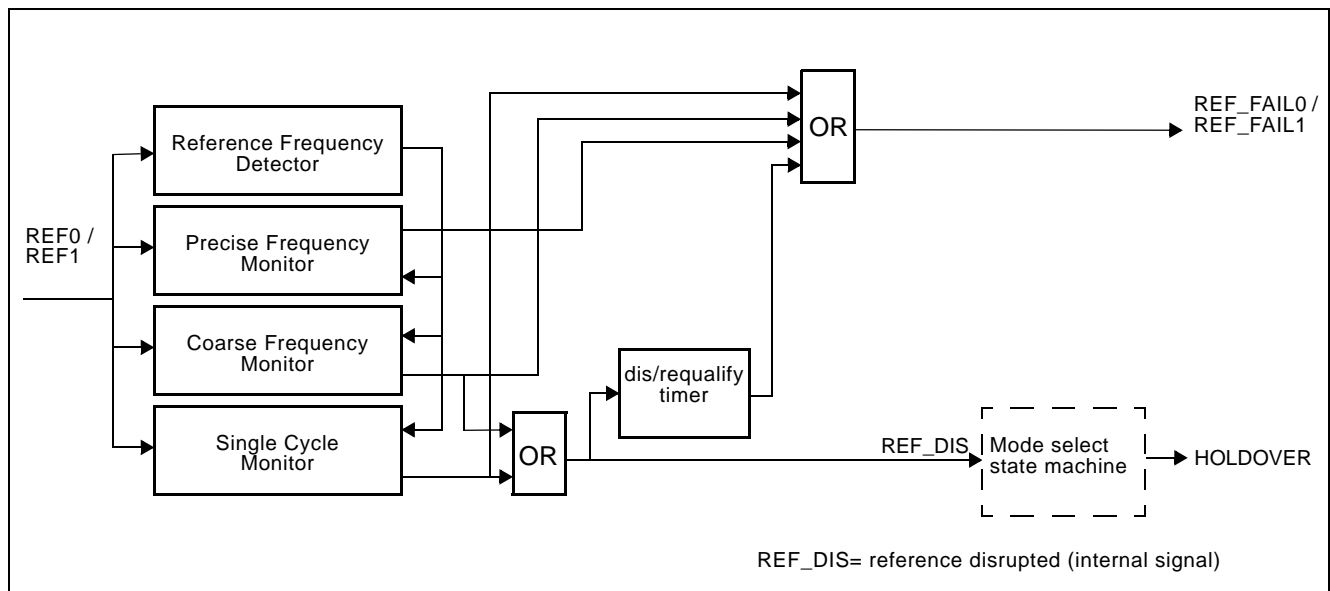 REF0 /
REF1
Reference Frequency
Detector
Precise Frequency
Monitor
Coarse Frequency
Monitor
Single Cycle
Monitor
OR
dis/requalify
timer
OR
REF_FAIL0 /
REF_FAIL1
REF_DIS
Mode select
state machine
HOLDOVER
REF_DIS= reference disrupted (internal signal)